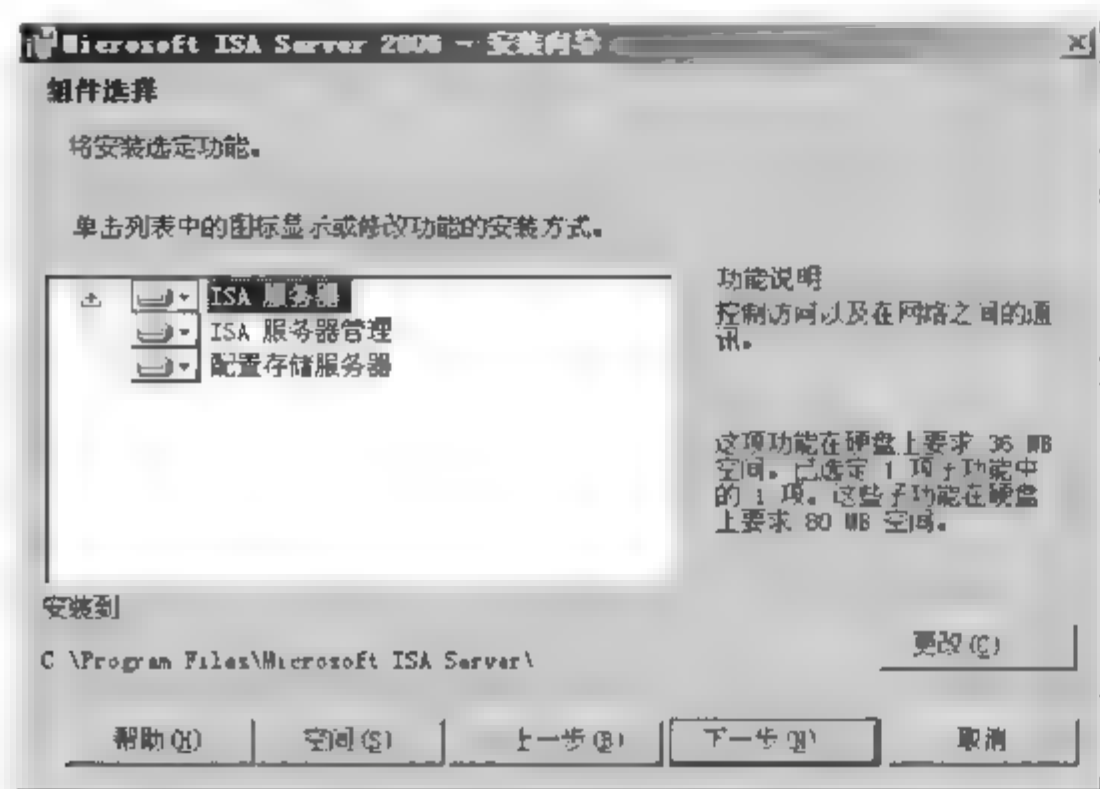 Microsoft ISA Server 2006 - 安装向导
组件选择
将安装选定功能。
单击列表中的图标显示或修改功能的安装方式。
ISA 服务器
ISA 服务器管理
配置存储服务器
功能说明
控制访问以及在网络之间的通
讯。
这项功能在硬盘上要求 36 MB
空间。已选定 1 项子功能中
的 1 项。这些子功能在硬盘
上要求 80 MB 空间。
安装到
C \Program Files\Microsoft ISA Server\
更改(C)
帮助(H)
空间(S)
上一步(B)
下一步(N)
取消